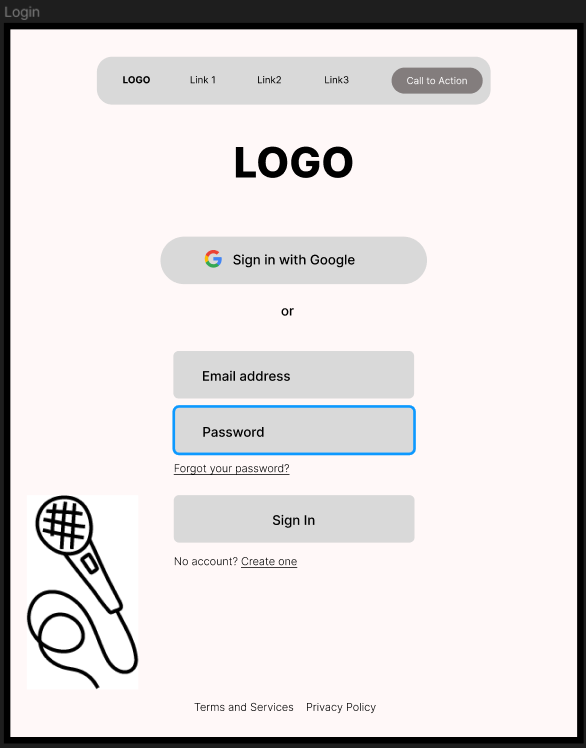 Login
LOGO Link 1 Link2 Link3 Call to Action
LOGO
Sign in with Google
or
Email address
Password
Forgot your password?
Sign In
No account? Create one
Terms and Services Privacy Policy